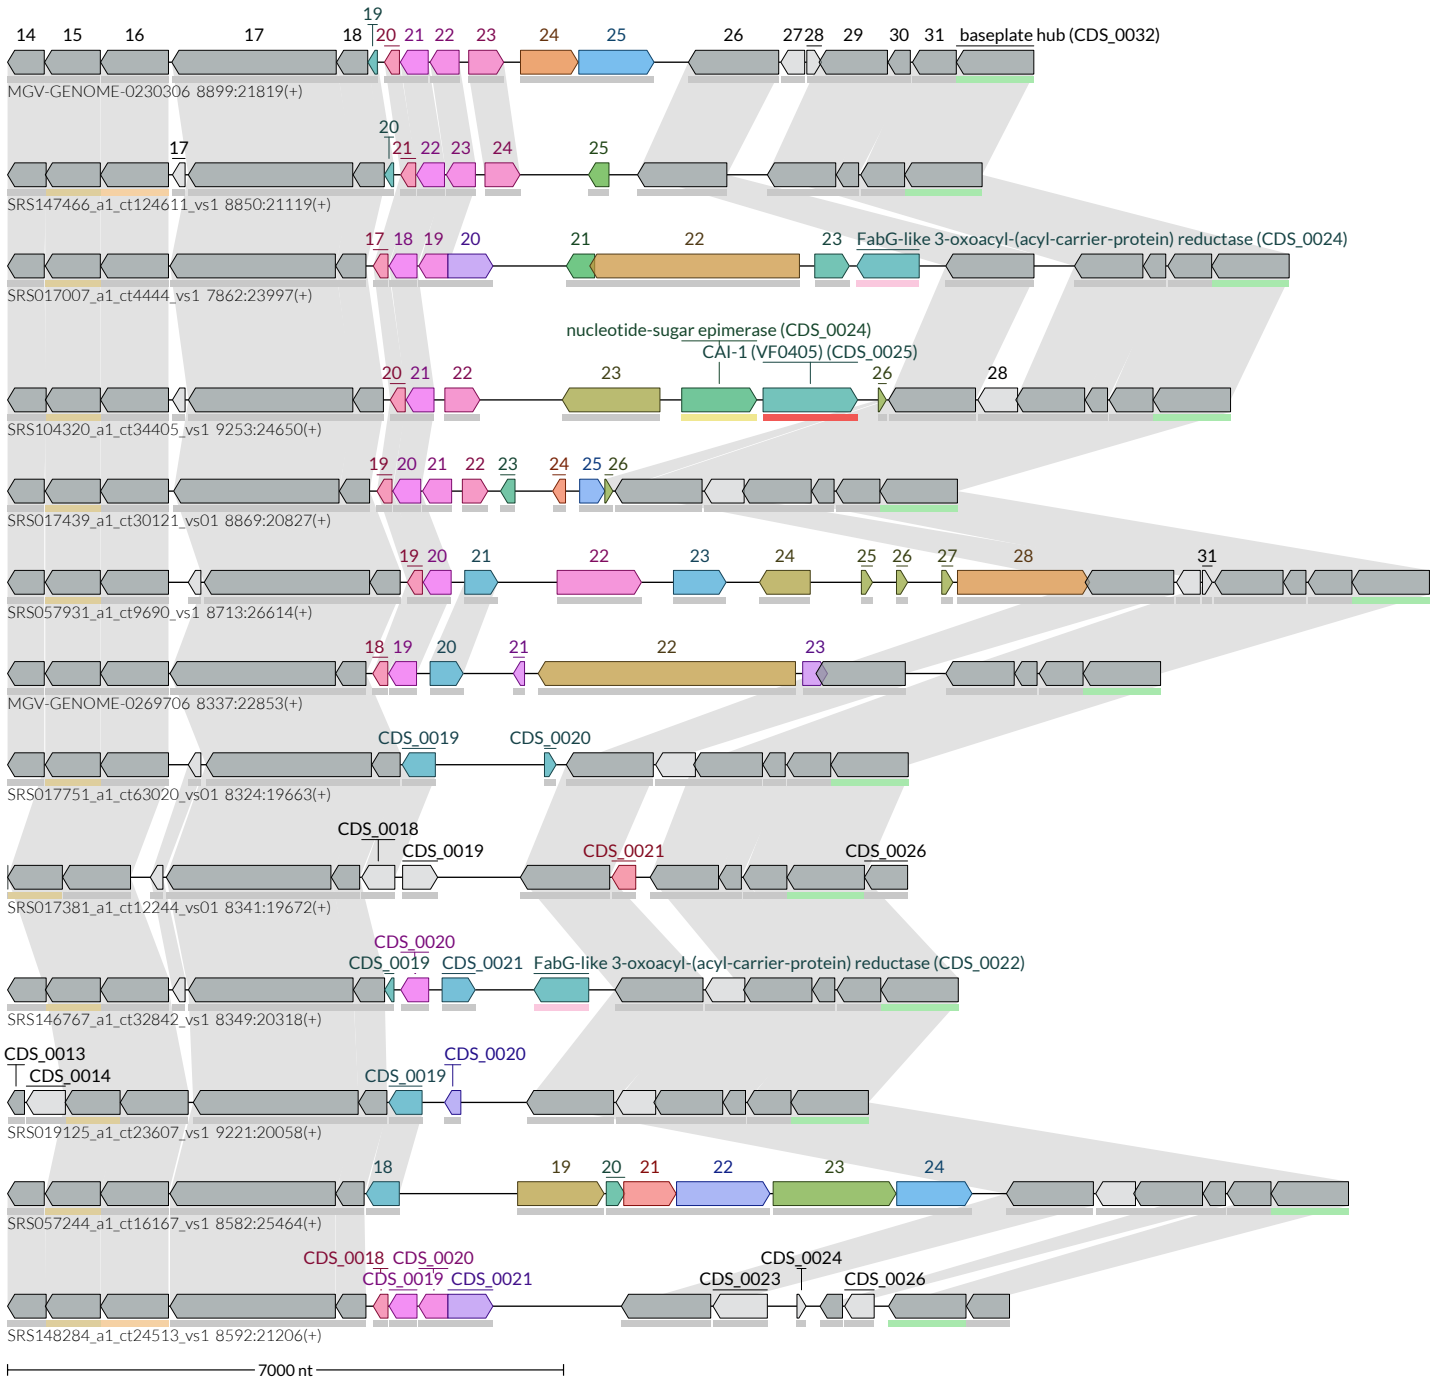 19
14 15 16 17 18 20 21 22 23 24 25 26 27 28 29 30 31 baseplate hub (CDS_0032)
MGV-GENOME-0230306 8899:21819(+)
20
17 21 22 23 24 25
SRS147466_a1_ct124611_vs1 8850:21119(+)
17 18 19 20 21 22 23 FabG-like 3-oxoacyl-(acyl-carrier-protein) reductase (CDS_0024)
SRS017007_a1_ct4444_vs1 7862:23997(+)
nucleotide-sugar epimerase (CDS_0024)
CAI-1 (VF0405) (CDS_0025)
20 21 22 23 26 28
SRS104320_a1_ct34405_vs1 9253:24650(+)
19 20 21 22 23 24 25 26
SRS017439_a1_ct30121_vs01 8869:20827(+)
19 20 21 22 23 24 25 26 27 28 31
SRS057931_a1_ct9690_vs1 8713:26614(+)
18 19 20 21 22 23
MGV-GENOME-0269706 8337:22853(+)
CDS_0019 CDS_0020
SRS017751_a1_ct63020_vs01 8324:19663(+)
CDS_0018
CDS_0019 CDS_0021 CDS_0026
SRS017381_a1_ct12244_vs01 8341:19672(+)
CDS_0020
CDS_0019 CDS_0021 FabG-like 3-oxoacyl-(acyl-carrier-protein) reductase (CDS_0022)
SRS146767_a1_ct32842_vs1 8349:20318(+)
CDS_0013 CDS_0020
CDS_0014 CDS_0019
SRS019125_a1_ct23607_vs1 9221:20058(+)
18 19 20 21 22 23 24
SRS057244_a1_ct16167_vs1 8582:25464(+)
CDS_0018 CDS_0020 CDS_0024
CDS_0019 CDS_0021 CDS_0023 CDS_0026
SRS148284_a1_ct24513_vs1 8592:21206(+)
7000 nt